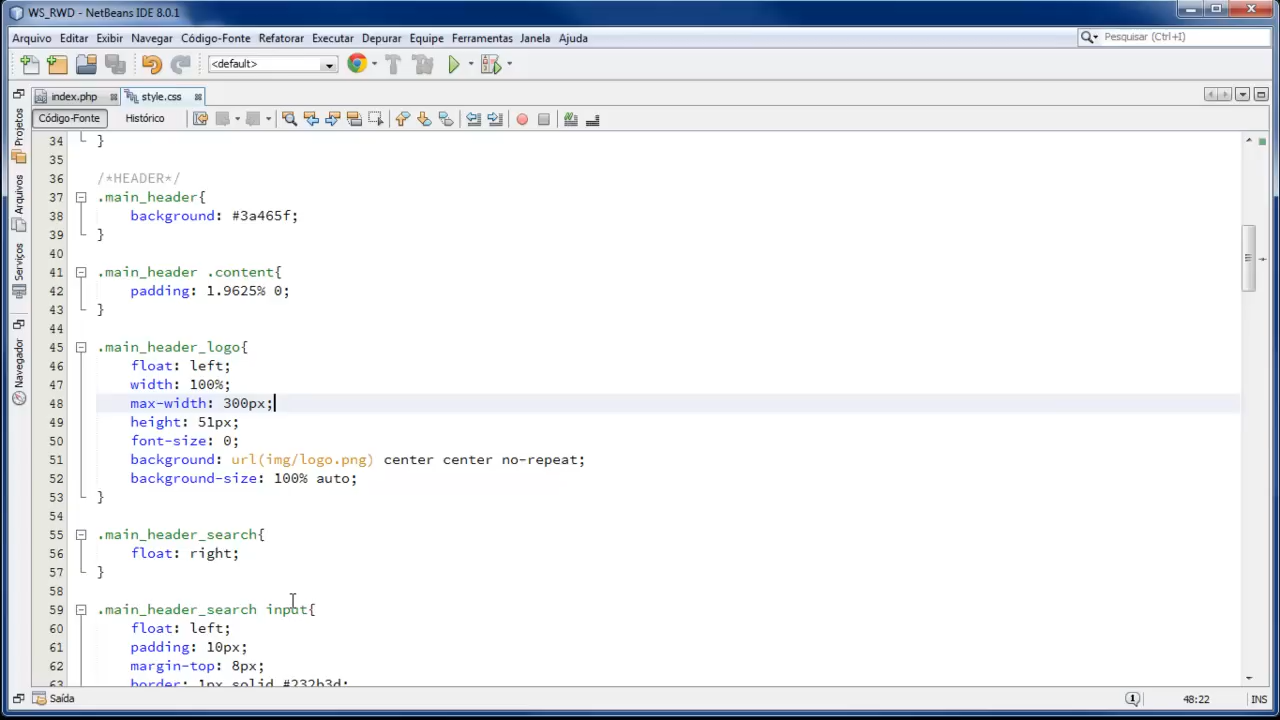 WS_RWD - NetBeans IDE 8.0.1
Arquivo Editar Exibir Navegar Código-Fonte Refatorar Executar Depurar Equipe Ferramentas Janela Ajuda
Pesquisar (Ctrl+I)
<default>
index.php style.css
Código-Fonte Histórico
Projetos
Arquivos
Serviços
Navegador
34 }
35
36 /*HEADER*/
37 .main_header{
38 background: #3a465f;
39 }
40
41 .main_header .content{
42 padding: 1.9625% 0;
43 }
44
45 .main_header_logo{
46 float: left;
47 width: 100%;
48 max-width: 300px;
49 height: 51px;
50 font-size: 0;
51 background: url(img/logo.png) center center no-repeat;
52 background-size: 100% auto;
53 }
54
55 .main_header_search{
56 float: right;
57 }
58
59 .main_header_search input{
60 float: left;
61 padding: 10px;
62 margin-top: 8px;
63 border: 1px solid #232b3d;
Saída
1 48:22 INS